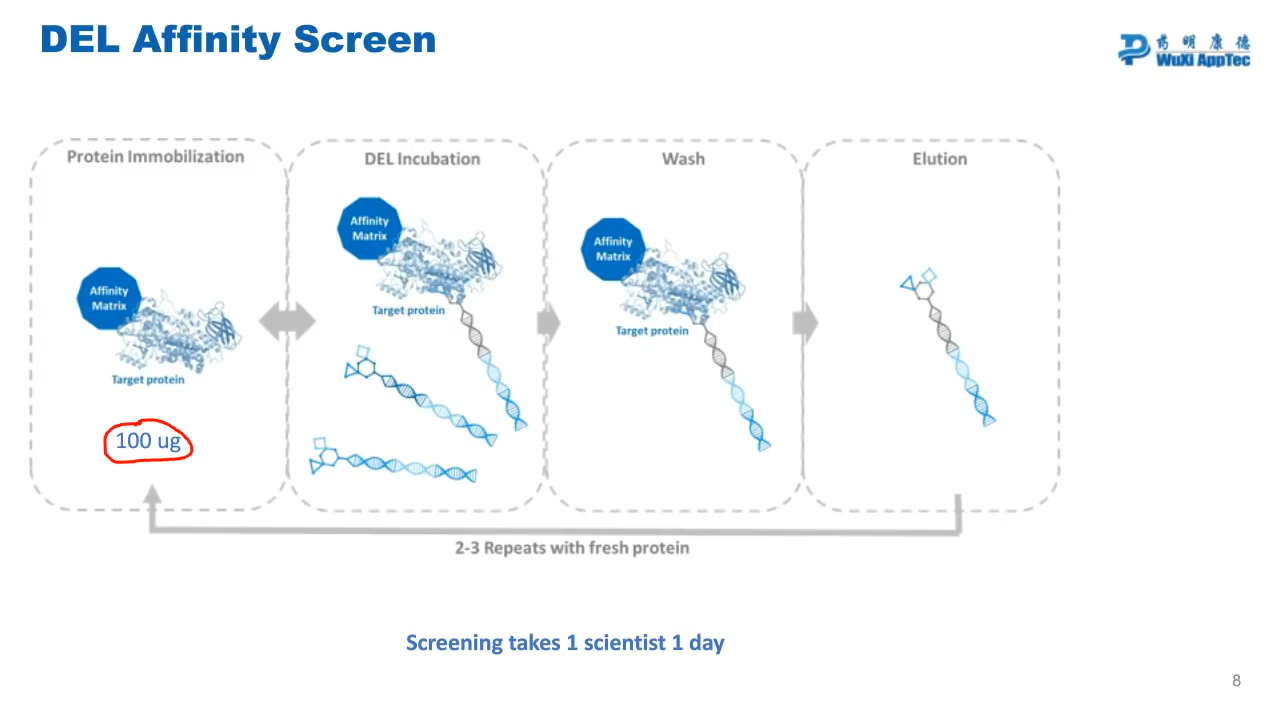 DEL Affinity Screen
药明康德
WuXi AppTec
Protein Immobilization
Affinity
Matrix
Target protein
100 ug
DEL Incubation
Affinity
Matrix
Target protein
Wash
Affinity
Matrix
Target protein
Elution
2-3 Repeats with fresh protein
Screening takes 1 scientist 1 day
8